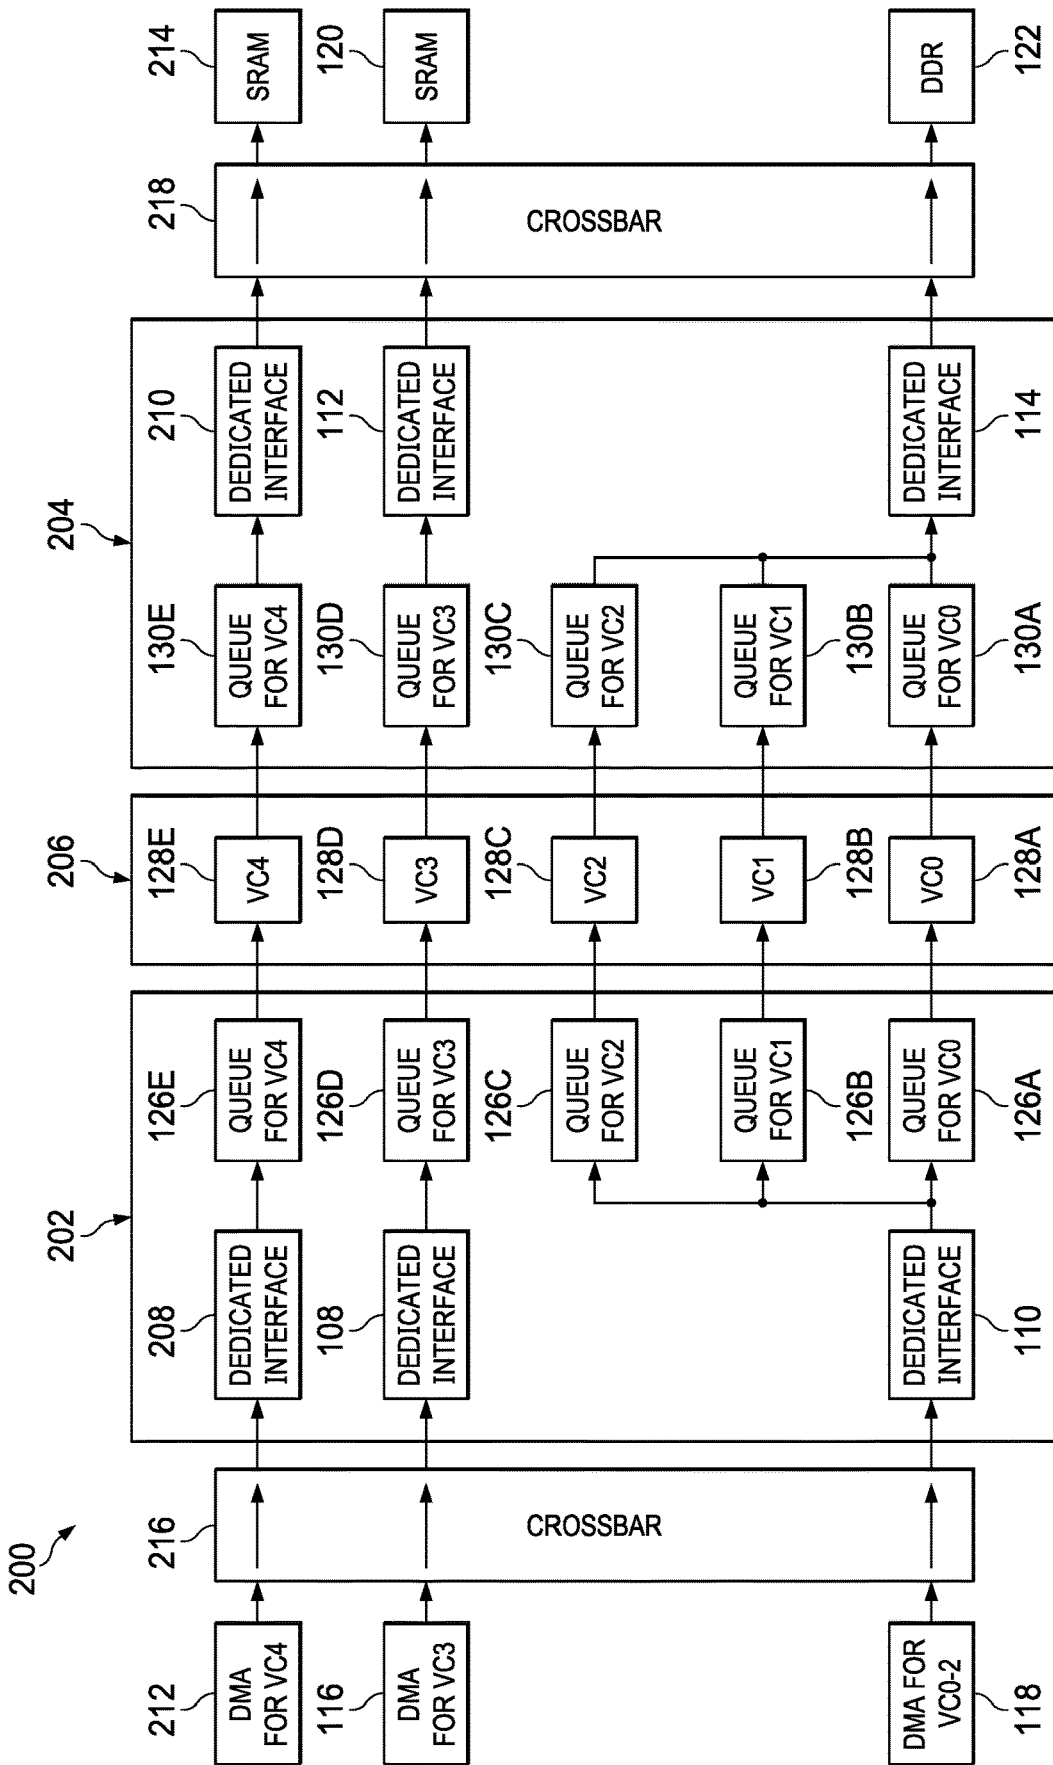 200
202
206
204
212
DMA
FOR VC4
216
208
DEDICATED
INTERFACE
126E
QUEUE
FOR VC4
128E
VC4
130E
QUEUE
FOR VC4
210
DEDICATED
INTERFACE
218
214
SRAM
116
DMA
FOR VC3
108
DEDICATED
INTERFACE
126D
QUEUE
FOR VC3
128D
VC3
130D
QUEUE
FOR VC3
112
DEDICATED
INTERFACE
120
SRAM
CROSSBAR
126C
QUEUE
FOR VC2
128C
VC2
130C
QUEUE
FOR VC2
CROSSBAR
QUEUE
FOR VC1
126B
VC1
128B
QUEUE
FOR VC1
130B
DMA FOR
VC0-2
118
DEDICATED
INTERFACE
110
QUEUE
FOR VC0
126A
VC0
128A
QUEUE
FOR VC0
130A
DEDICATED
INTERFACE
114
DDR
122